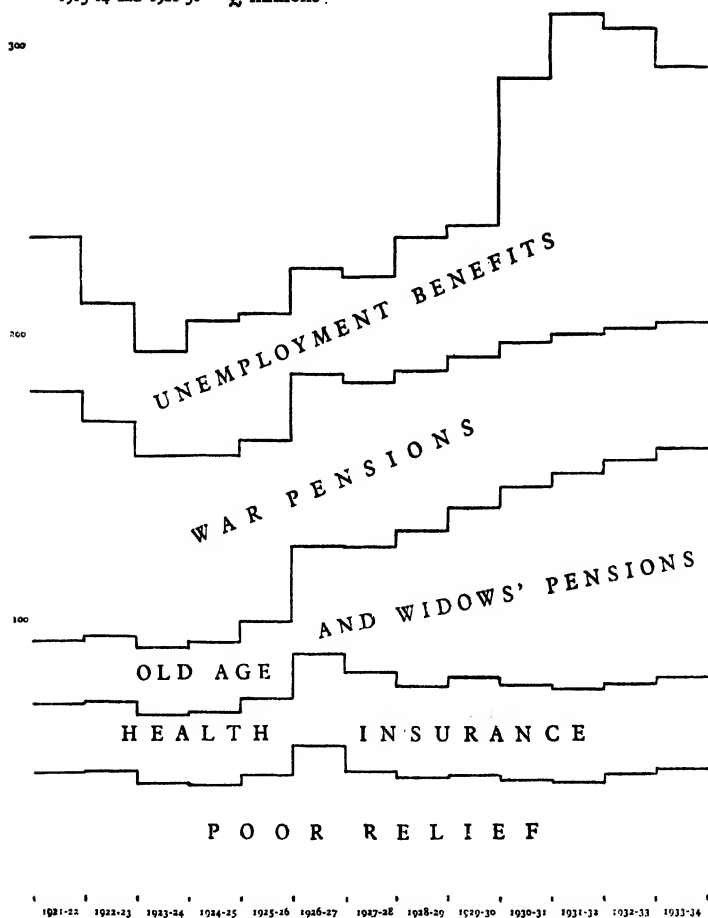 £ millions.
300
UNEMPLOYMENT BENEFITS
200
WAR PENSIONS
AND WIDOWS' PENSIONS
100
OLD AGE
HEALTH INSURANCE
POOR RELIEF
1921-22 1922-23 1923-24 1924-25 1925-26 1926-27 1927-28 1928-29 1929-30 1930-31 1931-32 1932-33 1933-34